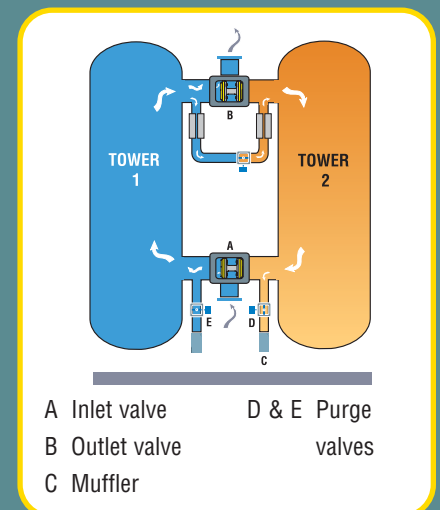 B
TOWER
1
TOWER
2
A
E
D
C
A Inlet valve
B Outlet valve
C Muffler
D & E Purge
valves